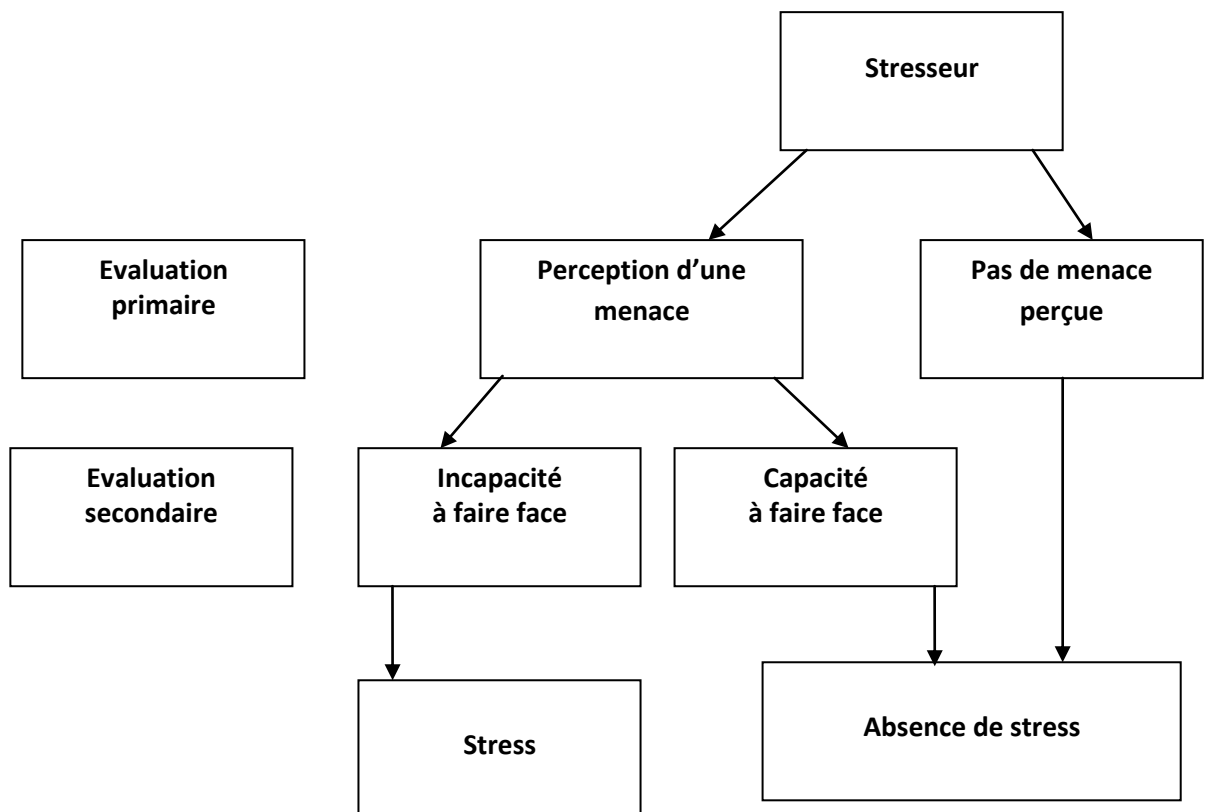 Stresseur
Evaluation
primaire
Perception d’une
menace
Pas de menace
perçue
Evaluation
secondaire
Incapacité
à faire face
Capacité
à faire face
Stress
Absence de stress